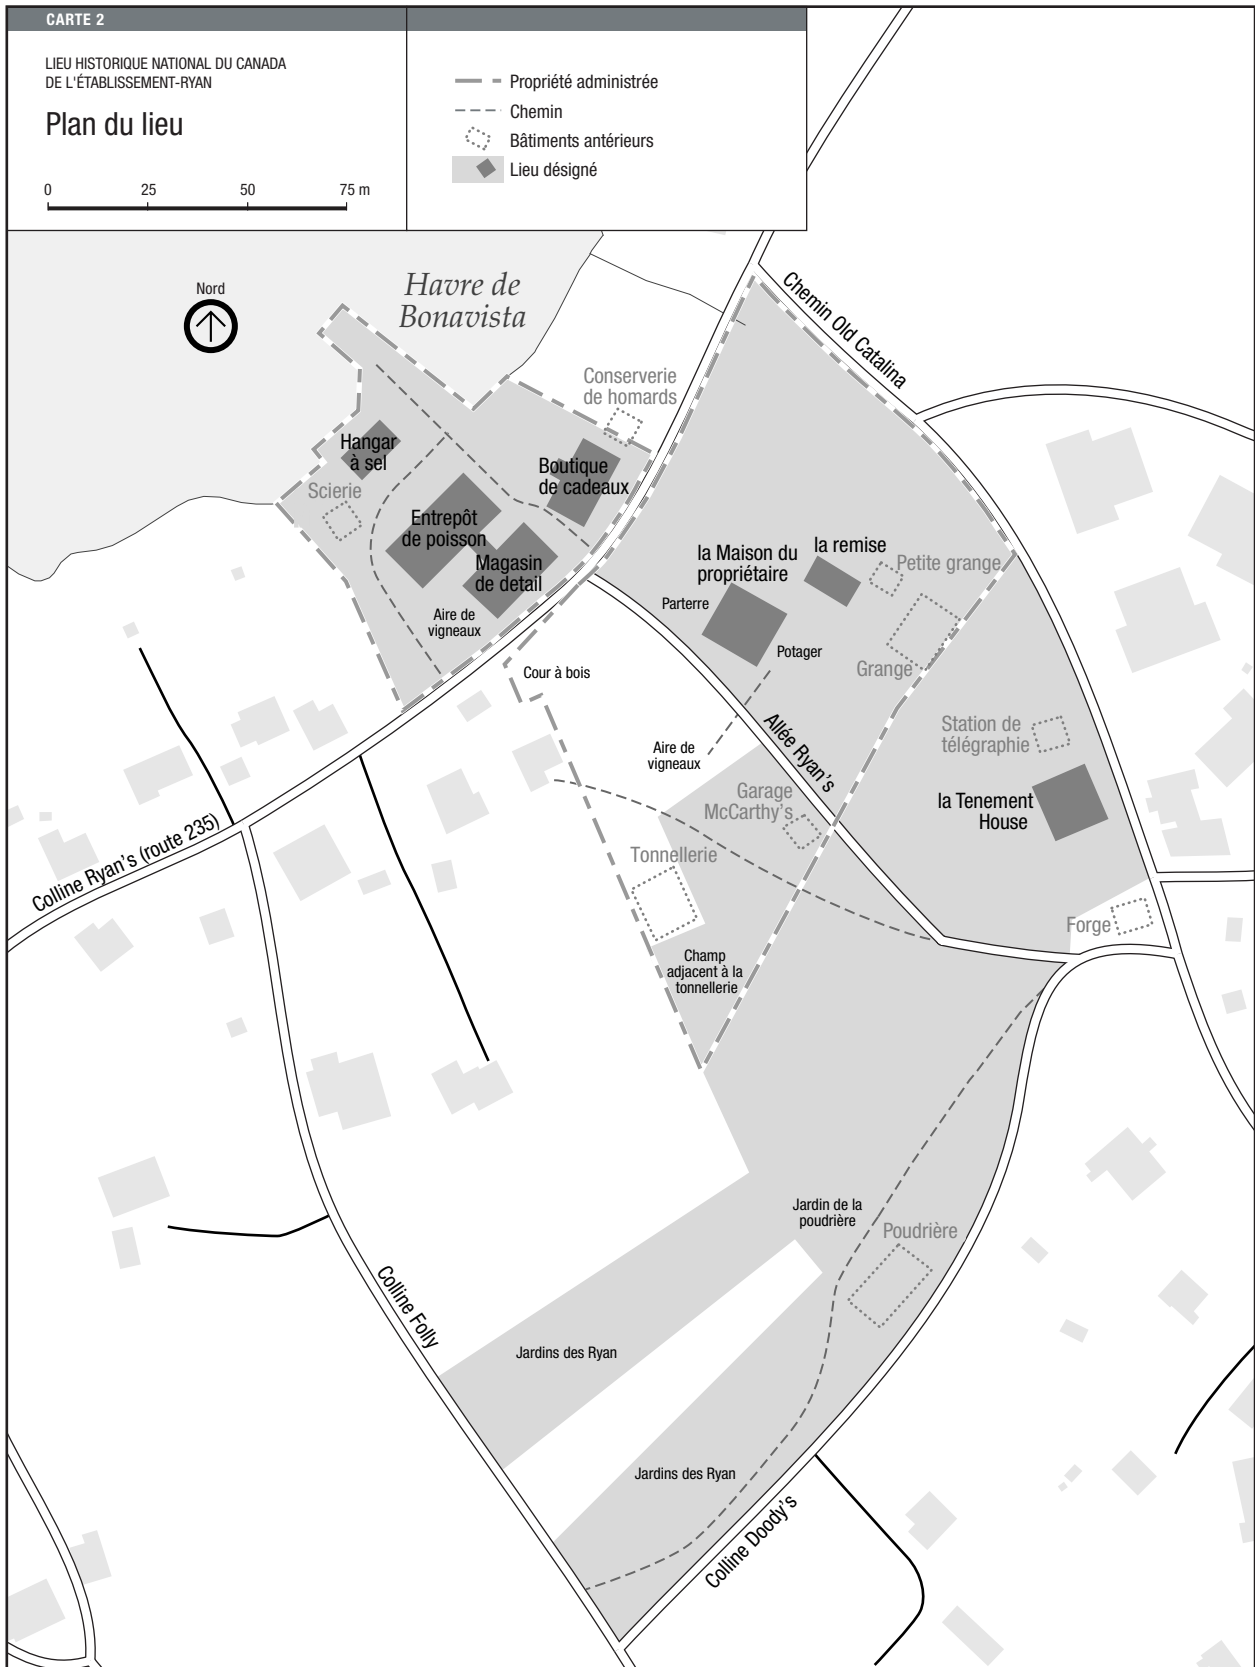 CARTE 2
LIEU HISTORIQUE NATIONAL DU CANADA
DE L'ÉTABLISSEMENT-RYAN
Plan du lieu
0 25 50 75 m
Propriété administrée
Chemin
Bâtiments antérieurs
Lieu désigné
Nord
Havre de
Bonavista
Chemin Old Catalina
Conserverie
de homards
Hangar
à sel
Boutique
de cadeaux
Scierie
Entrepôt
de poisson
Magasin
de detail
Aire de
vigneaux
la Maison du
propriétaire
la remise
Petite grange
Parterre
Potager
Grange
Cour à bois
Allée Ryan's
Aire de
vigneaux
Station de
télégraphie
Garage
McCarthy's
la Tenement
House
Colline Ryan's (route 235)
Tonnellerie
Forge
Champ
adjacent à la
tonnellerie
Jardin de la
poudrière
Poudrière
Colline Folly
Jardins des Ryan
Jardins des Ryan
Colline Doody's